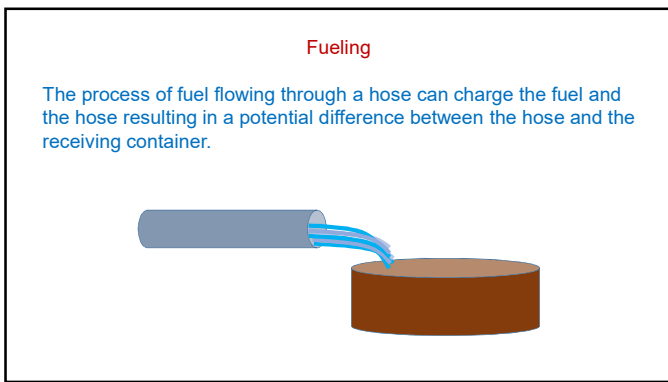 Fueling
The process of fuel flowing through a hose can charge the fuel and
the hose resulting in a potential difference between the hose and the
receiving container.